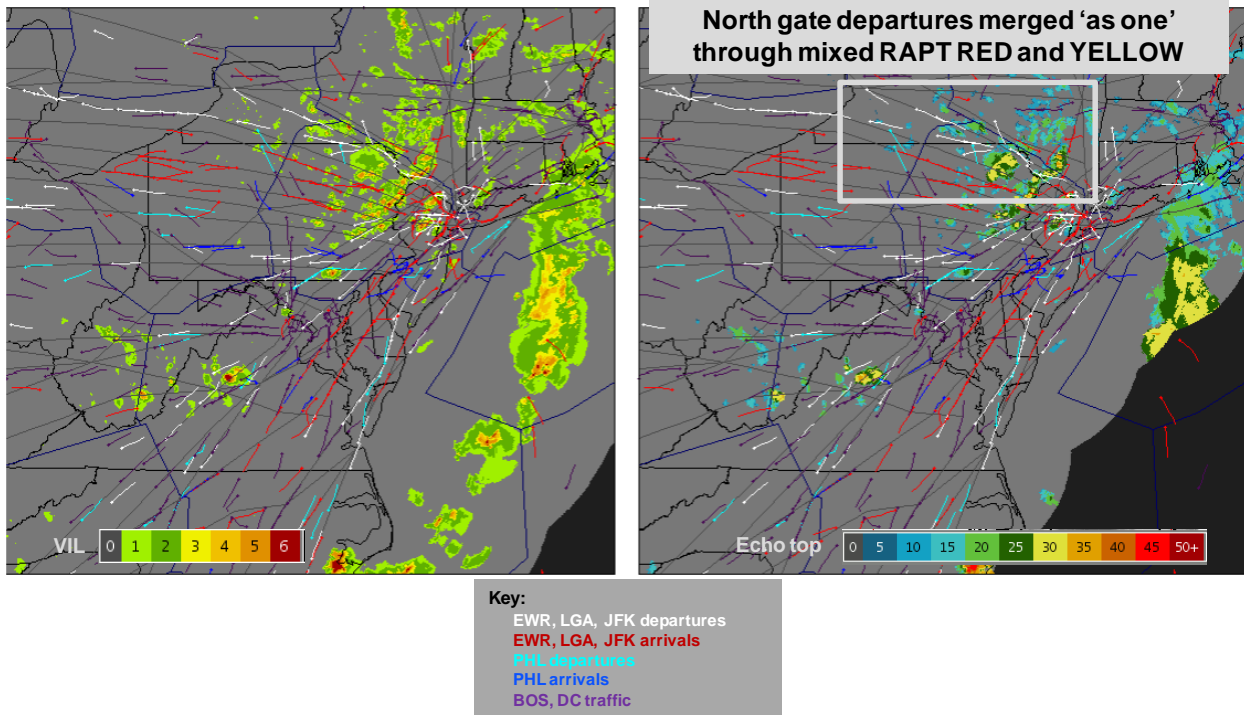 North gate departures merged ‘as one’
through mixed RAPT RED and YELLOW
VIL 0 1 2 3 4 5 6
Echo top 0 5 10 15 20 25 30 35 40 45 50+
Key:
EWR, LGA, JFK departures
EWR, LGA, JFK arrivals
PHL departures
PHL arrivals
BOS, DC traffic